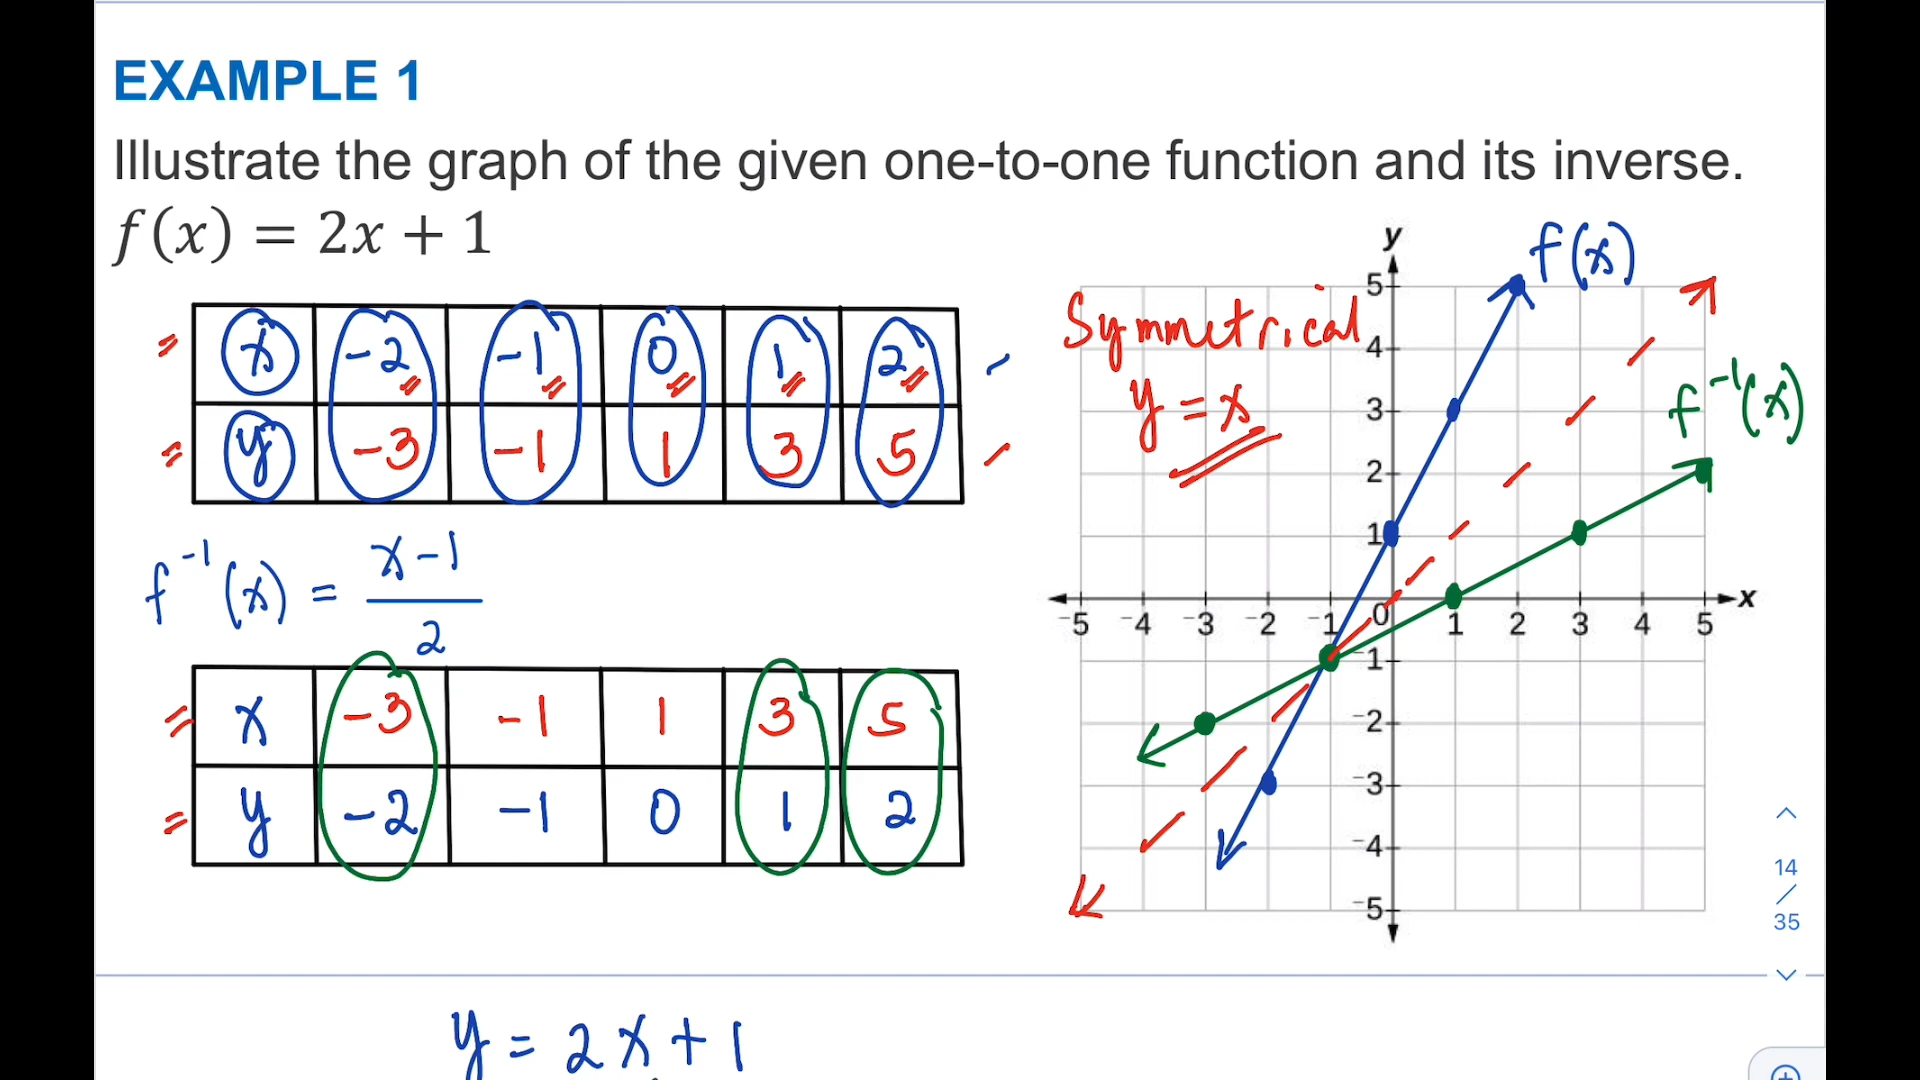 EXAMPLE 1
Illustrate the graph of the given one-to-one function and its inverse.
f(x) = 2x + 1
x -2 -1 0 1 2
y -3 -1 1 3 5
f⁻¹(x) = x-1
2
x -3 -1 1 3 5
y -2 -1 0 1 2
y
f(x)
Symmetrical
y = x
f⁻¹(x)
5
4
3
2
1
-5 -4 -3 -2 -1 0 1 2 3 4 5 x
-1
-2
-3
-4
-5
14
/
35
y = 2x + 1